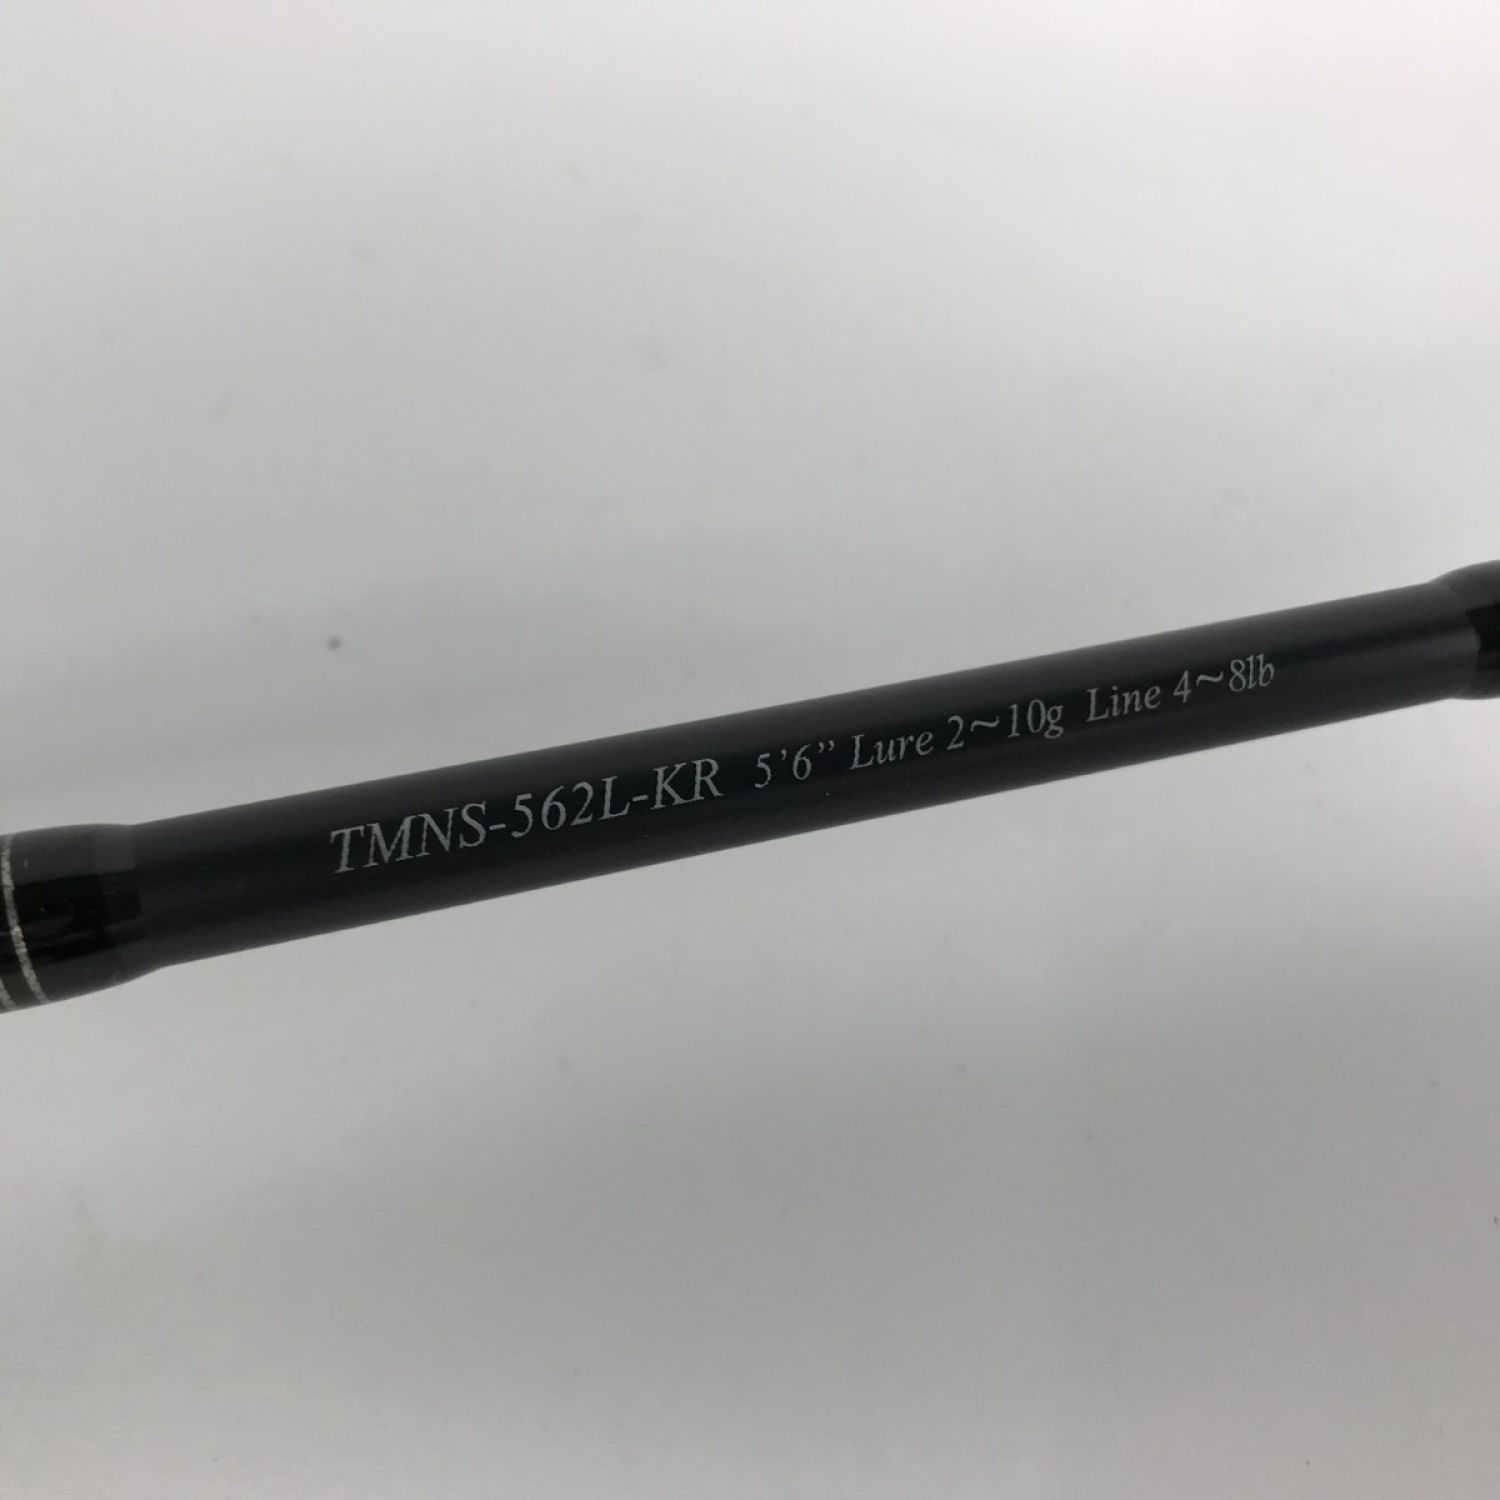 TMNS-562L-KR 5’6” Lure 2～10g Line 4～8lb